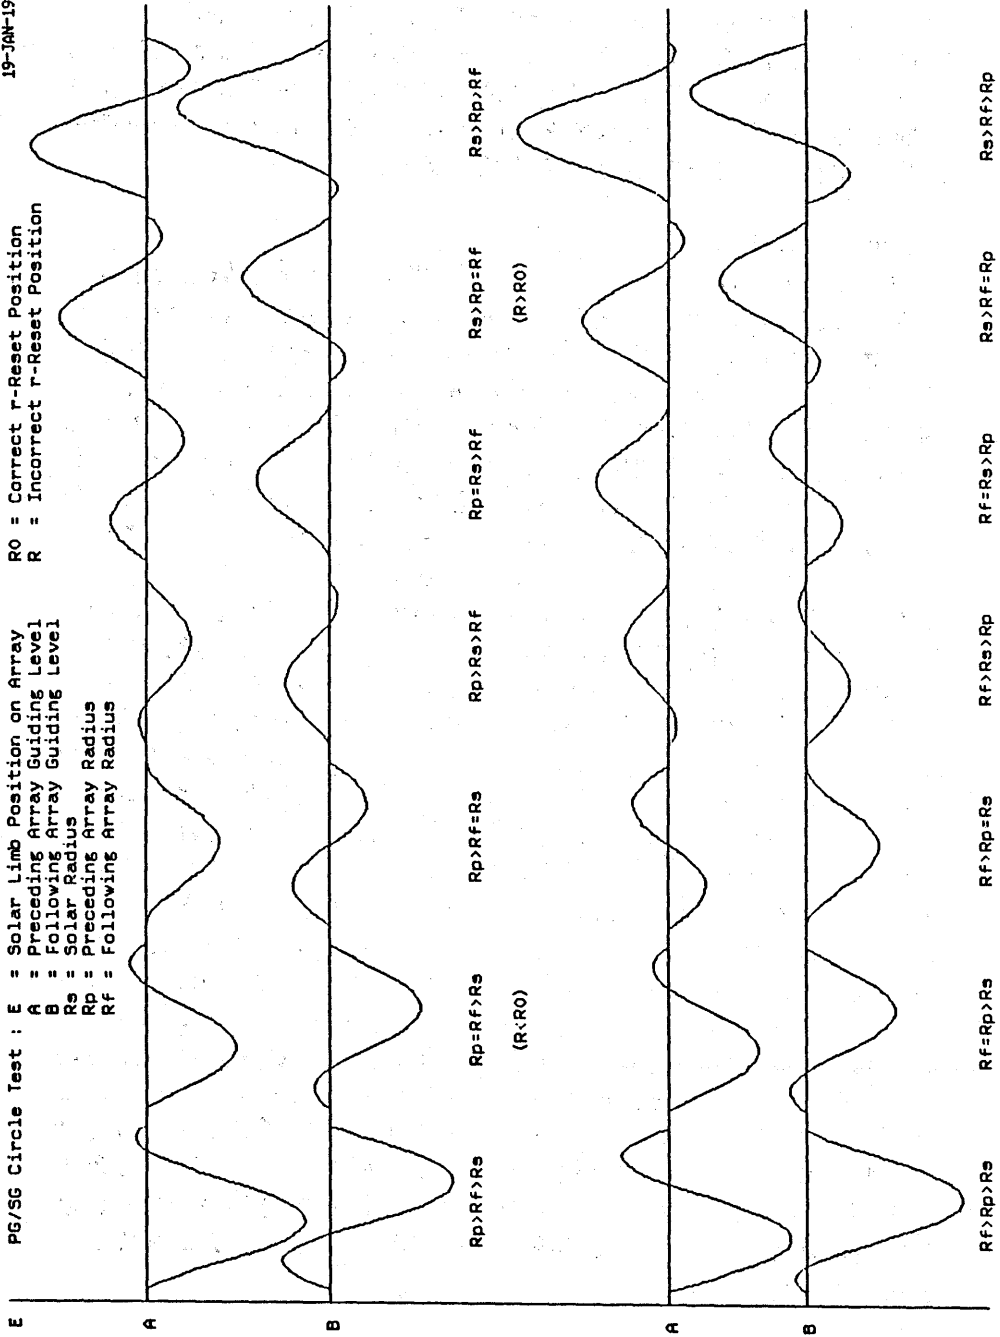 19-JAN-19
PG/SG Circle Test : E = Solar Limb Position on Array
A = Preceding Array Guiding Level
B = Following Array Guiding Level
Rs = Solar Radius
Rp = Preceding Array Radius
Rf = Following Array Radius
R0 = Correct r-Reset Position
R = Incorrect r-Reset Position
E
A
B
Rp>Rf>Rs
Rp=Rf>Rs
Rp>Rf=Rs
Rp>Rs>Rf
Rp=Rs>Rf
Rs>Rp=Rf
Rs>Rp>Rf
(R<R0)
(R>R0)
A
B
Rf>Rp>Rs
Rf=Rp>Rs
Rf>Rp=Rs
Rf>Rs>Rp
Rf=Rs>Rp
Rs>Rf=Rp
Rs>Rf>Rp